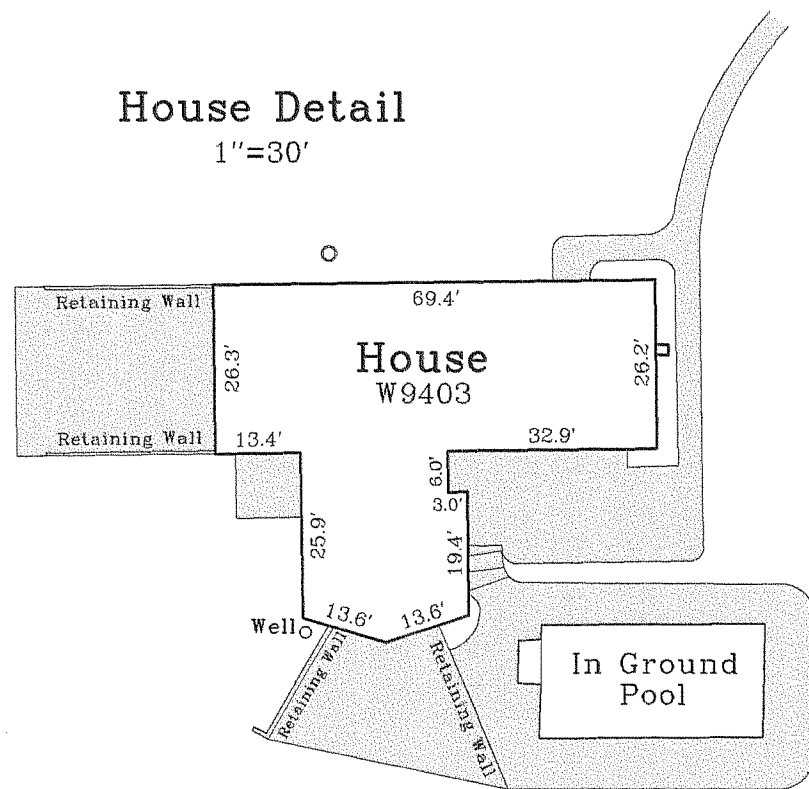 House Detail
1"=30'
Retaining Wall
69.4'
26.3'
House
W9403
26.2'
Retaining Wall
13.4'
32.9'
6.0'
3.0'
25.9'
19.4'
13.6'
13.6'
Well
Retaining Wall
Retaining Wall
In Ground
Pool